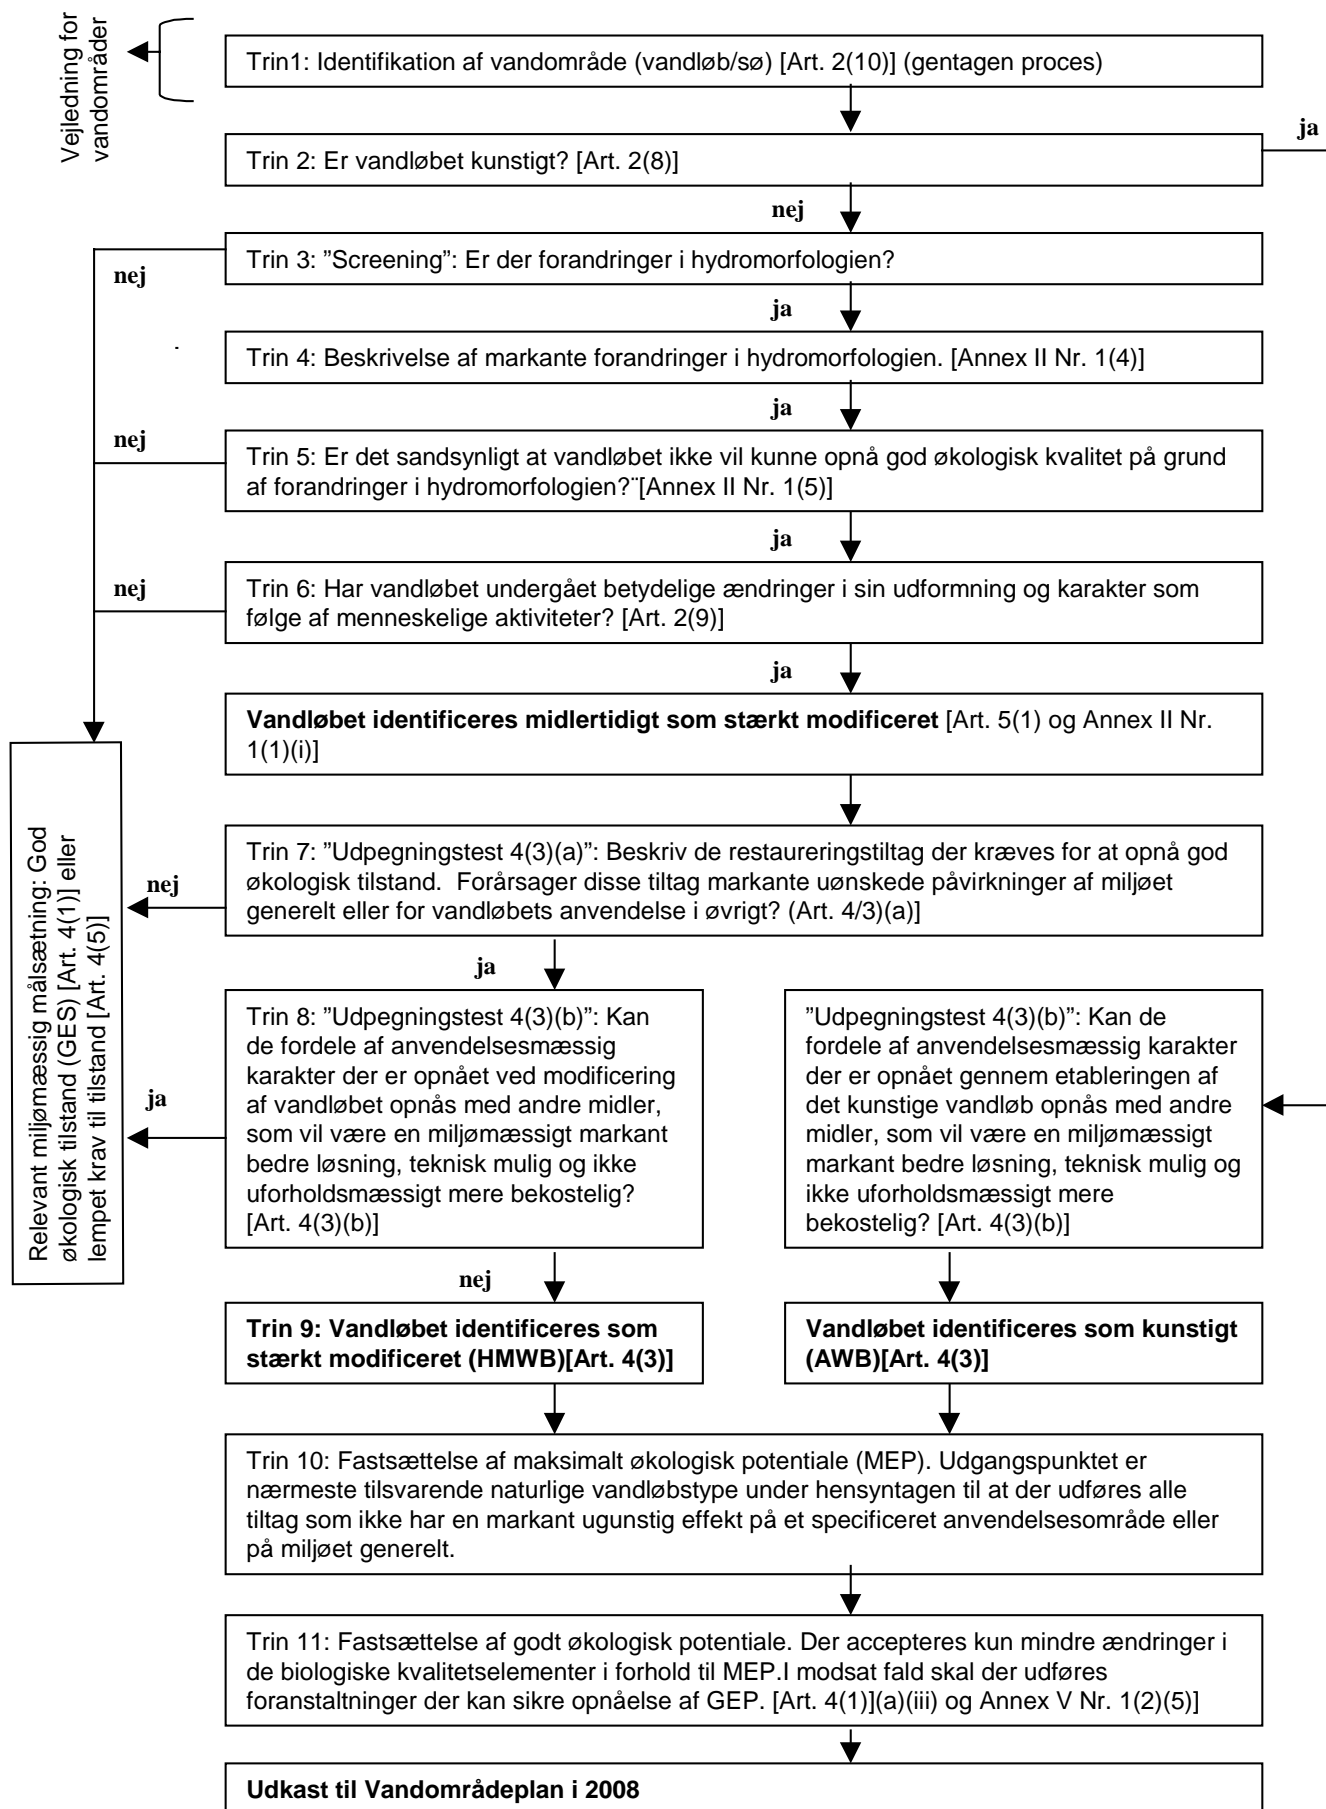 Vejledning for
vandområder
Trin1: Identifikation af vandområde (vandløb/sø) [Art. 2(10)] (gentagen proces)
ja
Trin 2: Er vandløbet kunstigt? [Art. 2(8)]
nej
Trin 3: ”Screening”: Er der forandringer i hydromorfologien?
nej
ja
Trin 4: Beskrivelse af markante forandringer i hydromorfologien. [Annex II Nr. 1(4)]
ja
nej
Trin 5: Er det sandsynligt at vandløbet ikke vil kunne opnå god økologisk kvalitet på grund
af forandringer i hydromorfologien?¨[Annex II Nr. 1(5)]
ja
nej
Trin 6: Har vandløbet undergået betydelige ændringer i sin udformning og karakter som
følge af menneskelige aktiviteter? [Art. 2(9)]
ja
Vandløbet identificeres midlertidigt som stærkt modificeret [Art. 5(1) og Annex II Nr.
1(1)(i)]
Relevant miljømæssig målsætning: God
økologisk tilstand (GES) [Art. 4(1)] eller
lempet krav til tilstand [Art. 4(5)]
Trin 7: ”Udpegningstest 4(3)(a)”: Beskriv de restaureringstiltag der kræves for at opnå god
økologisk tilstand. Forårsager disse tiltag markante uønskede påvirkninger af miljøet
generelt eller for vandløbets anvendelse i øvrigt? (Art. 4/3)(a)]
nej
ja
Trin 8: ”Udpegningstest 4(3)(b)”: Kan
de fordele af anvendelsesmæssig
karakter der er opnået ved modificering
af vandløbet opnås med andre midler,
som vil være en miljømæssigt markant
bedre løsning, teknisk mulig og ikke
uforholdsmæssigt mere bekostelig?
[Art. 4(3)(b)]
ja
”Udpegningstest 4(3)(b)”: Kan de
fordele af anvendelsesmæssig karakter
der er opnået gennem etableringen af
det kunstige vandløb opnås med andre
midler, som vil være en miljømæssigt
markant bedre løsning, teknisk mulig og
ikke uforholdsmæssigt mere
bekostelig? [Art. 4(3)(b)]
nej
Trin 9: Vandløbet identificeres som
stærkt modificeret (HMWB)[Art. 4(3)]
Vandløbet identificeres som kunstigt
(AWB)[Art. 4(3)]
Trin 10: Fastsættelse af maksimalt økologisk potentiale (MEP). Udgangspunktet er
nærmeste tilsvarende naturlige vandløbstype under hensyntagen til at der udføres alle
tiltag som ikke har en markant ugunstig effekt på et specificeret anvendelsesområde eller
på miljøet generelt.
Trin 11: Fastsættelse af godt økologisk potentiale. Der accepteres kun mindre ændringer i
de biologiske kvalitetselementer i forhold til MEP.I modsat fald skal der udføres
foranstaltninger der kan sikre opnåelse af GEP. [Art. 4(1)](a)(iii) og Annex V Nr. 1(2)(5)]
Udkast til Vandområdeplan i 2008